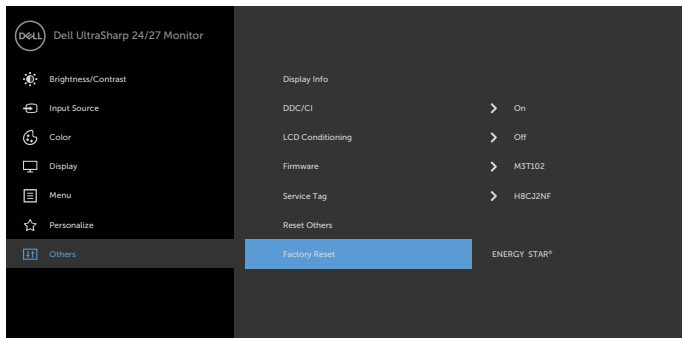 DELL Dell UltraSharp 24/27 Monitor
Brightness/Contrast Display Info
Input Source DDC/CI On
Color LCD Conditioning Off
Display Firmware M3T102
Menu Service Tag H8CJ2NF
Personalize Reset Others
Others Factory Reset ENERGY STAR®